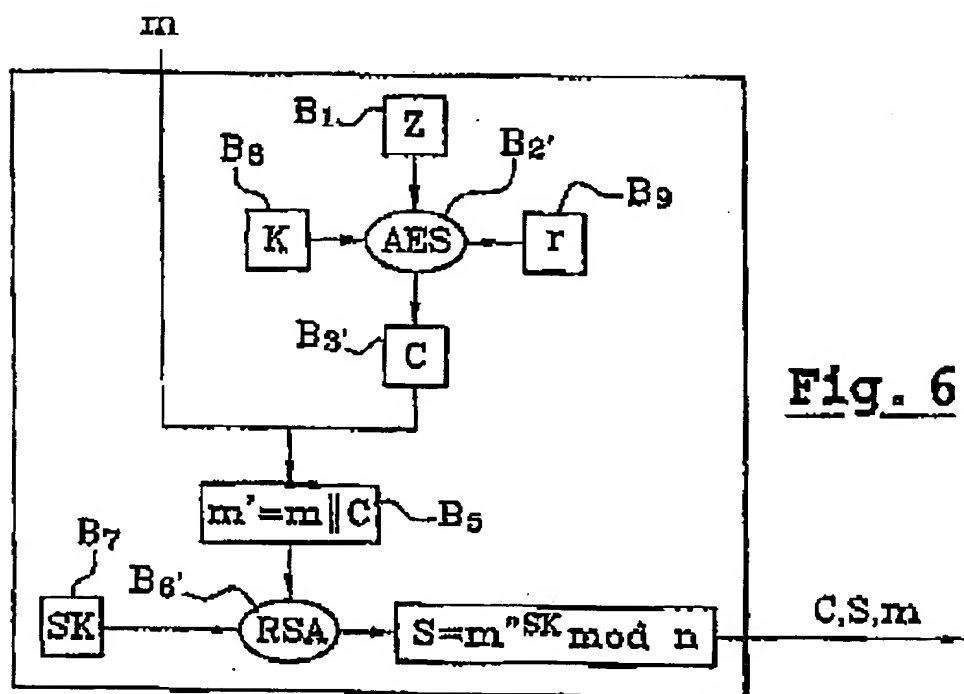 m
B1
Z
B8
B2'
B9
K
AES
r
B3'
C
Fig. 6
m'=m||C
B5
B7
B6'
SK
RSA
S=m"SK mod n
C,S,m